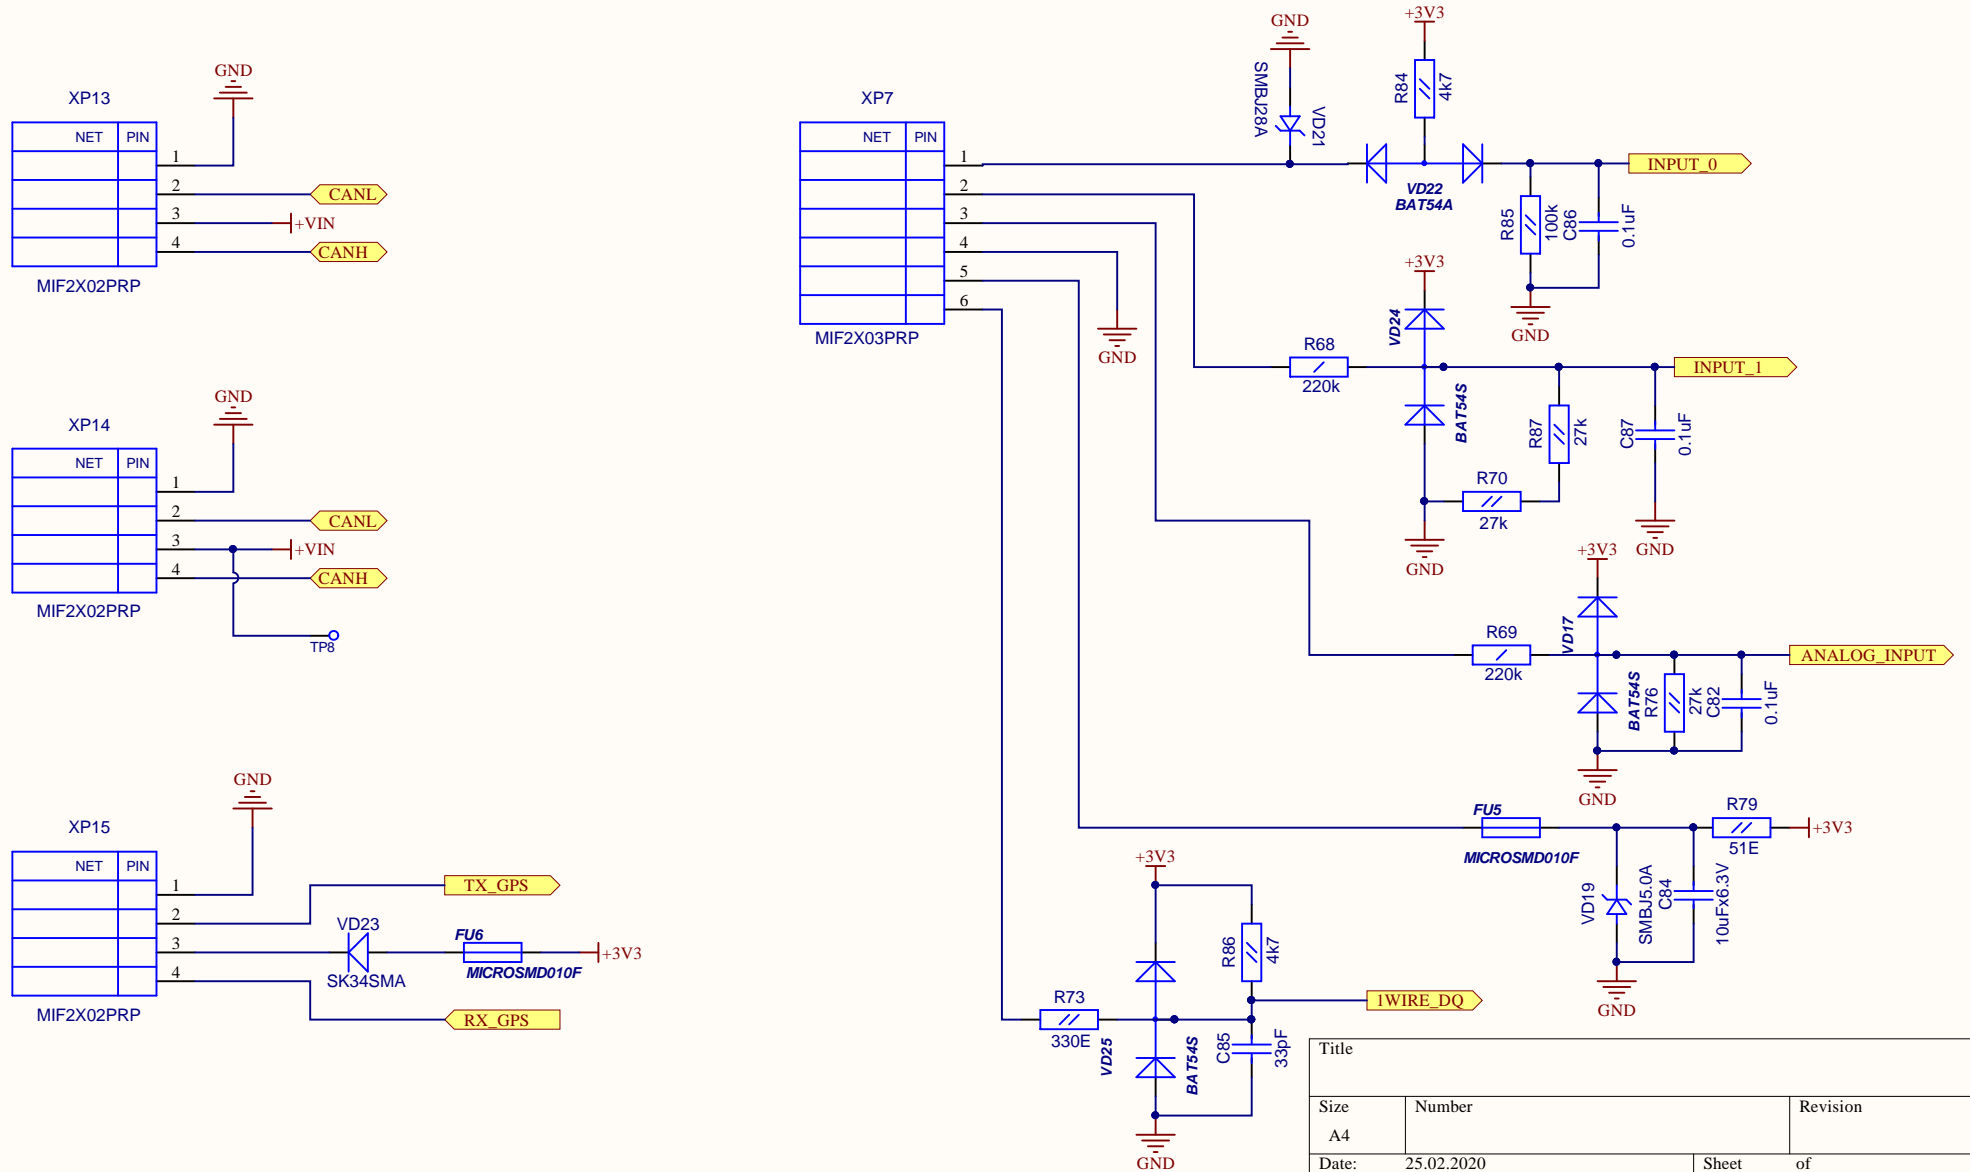 GND
XP13
NET PIN
1
2
3
4
CANL
+VIN
CANH
MIF2X02PRP
GND
XP14
NET PIN
1
2
3
4
CANL
+VIN
CANH
MIF2X02PRP
TP8
GND
XP15
NET PIN
1
2
3
4
TX_GPS
VD23
SK34SMA
FU6
MICROSMD010F
+3V3
RX_GPS
MIF2X02PRP
XP7
NET PIN
1
2
3
4
5
6
MIF2X03PRP
GND
GND
SMBJ28A
VD21
+3V3
R84
4k7
VD22
BAT54A
INPUT_0
R85
100k
C86
0.1uF
GND
+3V3
VD24
BAT54S
R68
220k
INPUT_1
R87
27k
C87
0.1uF
R70
27k
GND
GND
+3V3
VD17
BAT54S
R69
220k
ANALOG_INPUT
R76
27k
C82
0.1uF
GND
FU5
MICROSMD010F
R79
51E
+3V3
VD19
SMBJ5.0A
C84
10uFx6.3V
GND
+3V3
R86
4k7
1WIRE_DQ
R73
330E
VD25
BAT54S
C85
33pF
GND
Title
Size
Number
Revision
A4
Date:
25.02.2020
Sheet of